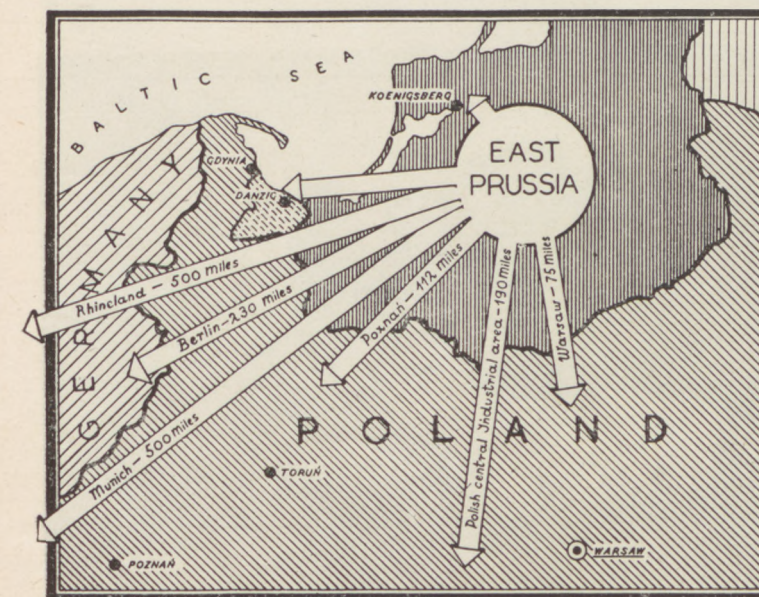 BALTIC SEA
KOENIGSBERG
EAST
PRUSSIA
GDYNIA
DANZIG
GERMANY
Rhineland — 500 miles
Berlin — 230 miles
Munich — 500 miles
Poznań — 112 miles
Polish central Industrial area — 190 miles
Warsaw — 75 miles
POLAND
TORUŃ
POZNAŃ
WARSAW